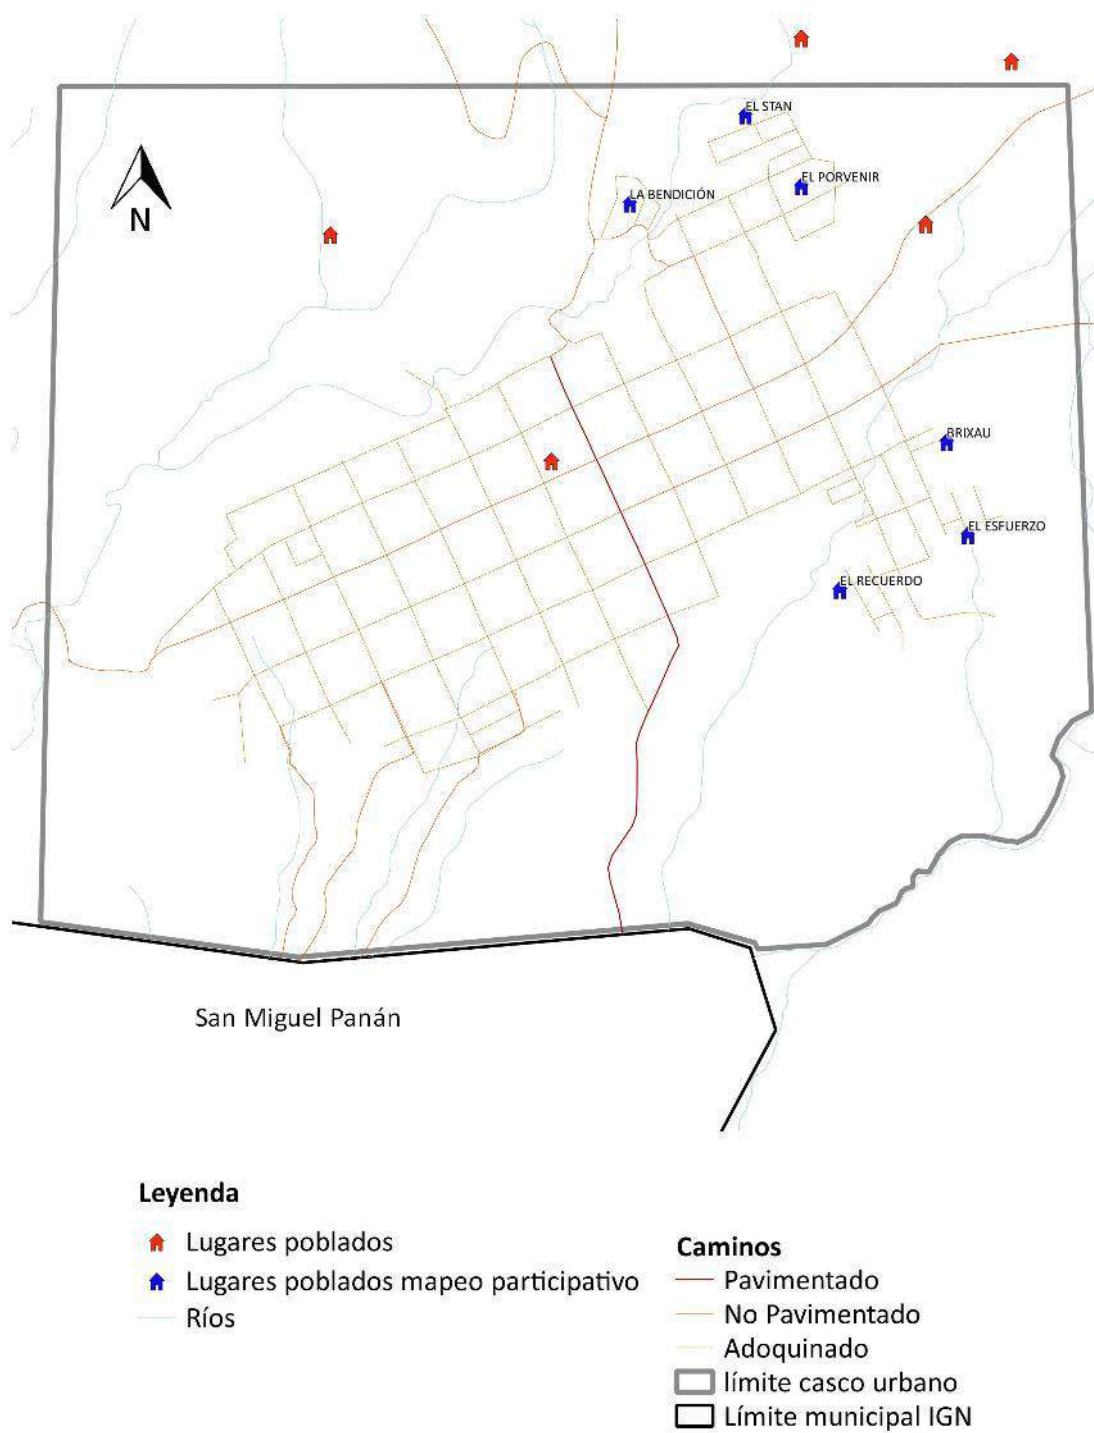 EL STAN
EL PORVENIR
LA BENDICIÓN
N
BRIXAU
EL ESFUERZO
EL RECUERDO
San Miguel Panán
Leyenda
Lugares poblados
Lugares poblados mapeo participativo
Ríos
Caminos
Pavimentado
No Pavimentado
Adoquinado
límite casco urbano
Límite municipal IGN